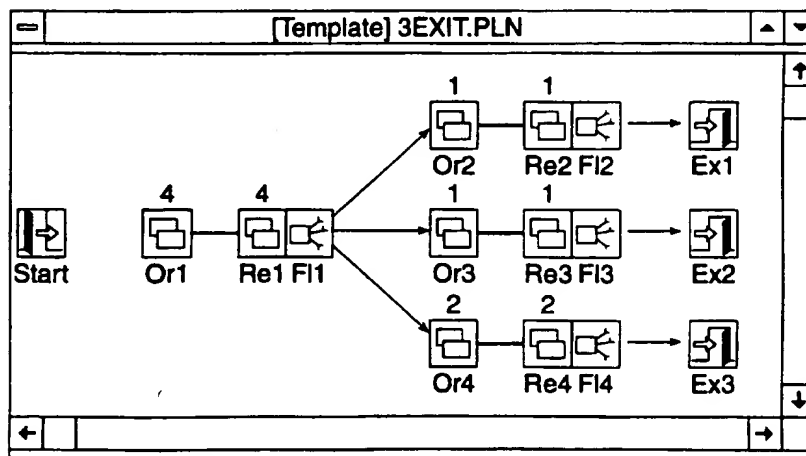 [Template] 3EXIT.PLN
1 1
Or2 Re2 Fl2 Ex1
4 4 1 1
Start Or1 Re1 Fl1 Or3 Re3 Fl3 Ex2
2 2
Or4 Re4 Fl4 Ex3